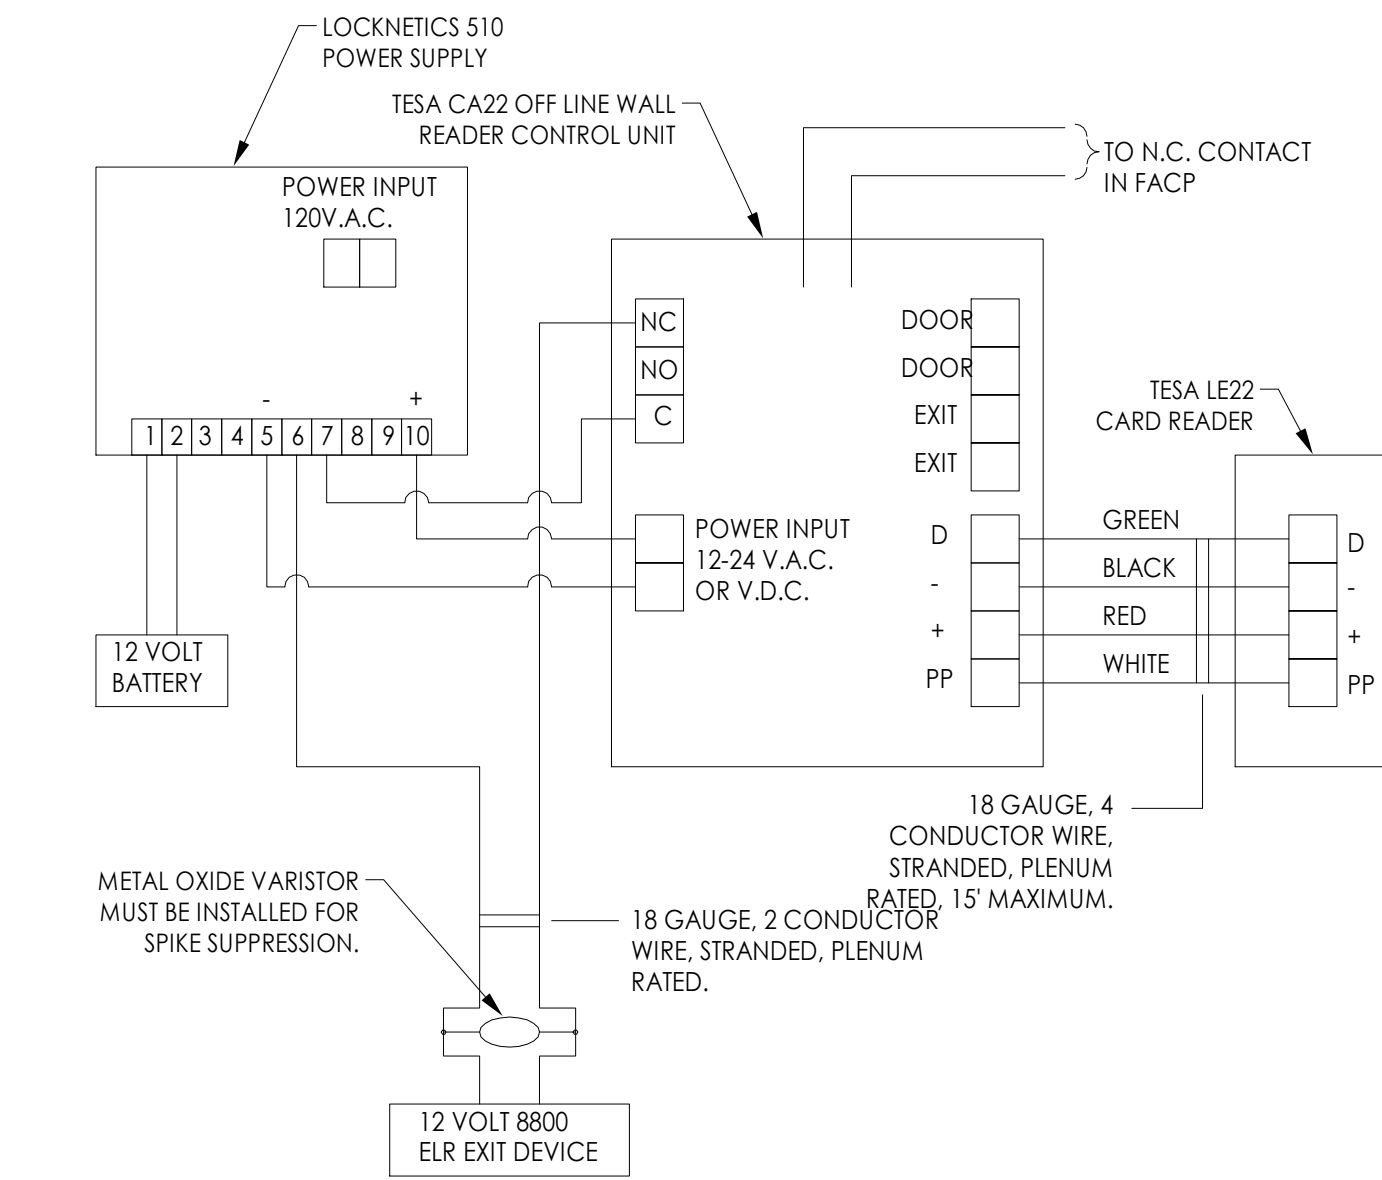 LOCKNETICS 510
POWER SUPPLY
TESA CA22 OFF LINE WALL
READER CONTROL UNIT
TO N.C. CONTACT
IN FACP
POWER INPUT
120V.A.C.
- +
1 2 3 4 5 6 7 8 9 10
12 VOLT
BATTERY
NC
NO
C
DOOR
DOOR
EXIT
EXIT
POWER INPUT
12-24 V.A.C.
OR V.D.C.
D
-
+
PP
TESA LE22
CARD READER
GREEN
BLACK
RED
WHITE
D
-
+
PP
18 GAUGE, 4
CONDUCTOR WIRE,
STRANDED, PLENUM
RATED, 15' MAXIMUM.
METAL OXIDE VARISTOR
MUST BE INSTALLED FOR
SPIKE SUPPRESSION.
18 GAUGE, 2 CONDUCTOR
WIRE, STRANDED, PLENUM
RATED.
12 VOLT 8800
ELR EXIT DEVICE